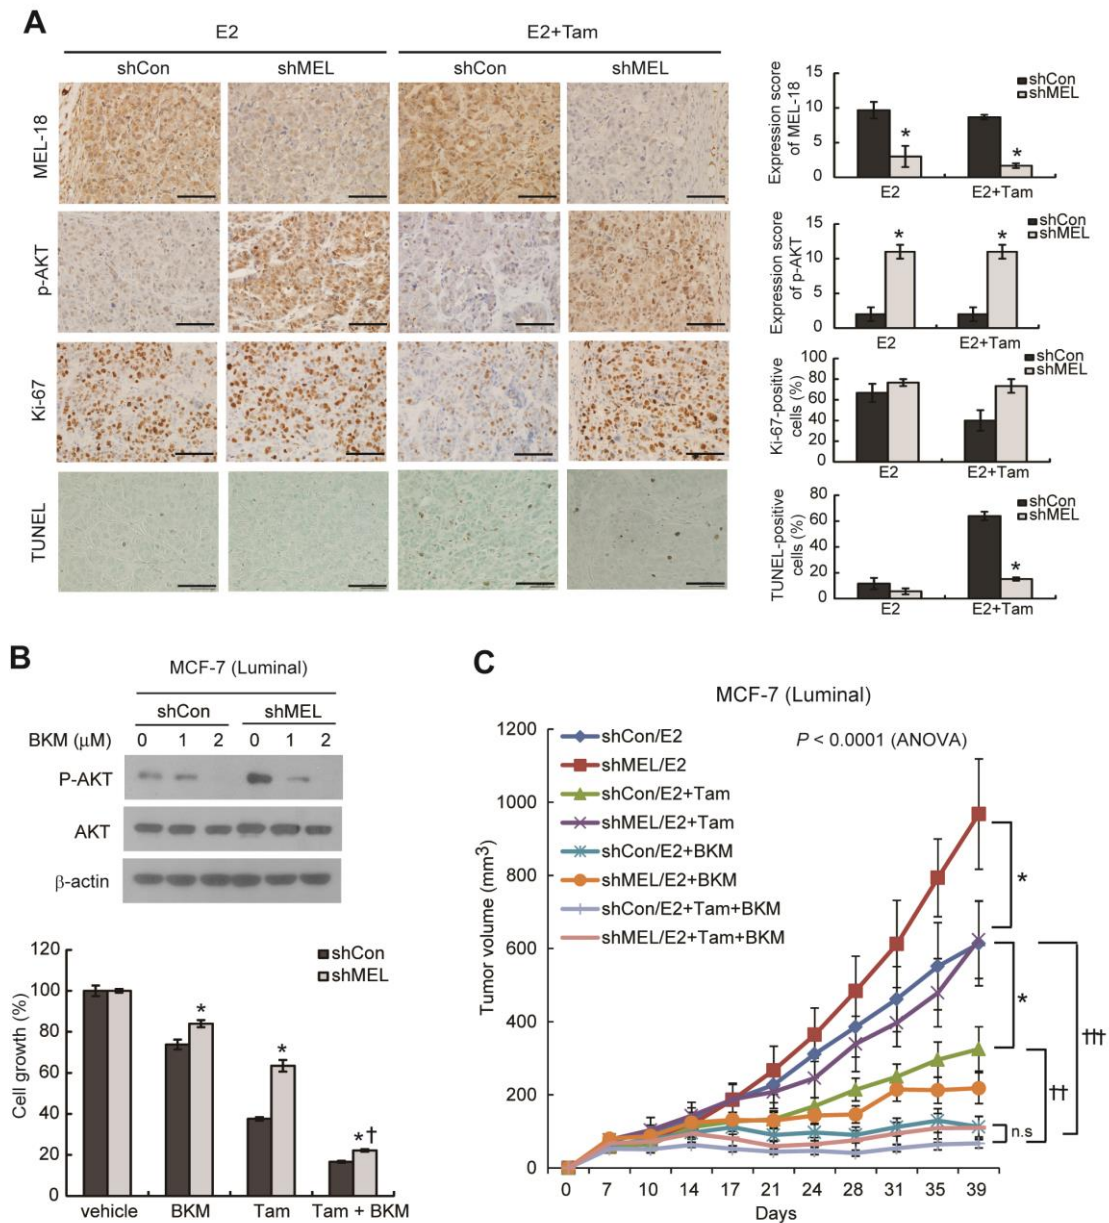 A
E2
E2+Tam
shCon
shMEL
shCon
shMEL
MEL-18
p-AKT
Ki-67
TUNEL
Expression score
of MEL-18
15
10
5
0
shCon
shMEL
*
*
E2
E2+Tam
Expression score
of p-AKT
15
10
5
0
shCon
shMEL
*
*
E2
E2+Tam
Ki-67-positive
cells (%)
100
80
60
40
20
0
shCon
shMEL
E2
E2+Tam
TUNEL-positive
cells (%)
80
60
40
20
0
shCon
shMEL
*
E2
E2+Tam
B
MCF-7 (Luminal)
shCon shMEL
BKM (μM) 0 1 2 0 1 2
P-AKT
AKT
β-actin
Cell growth (%)
120
100
80
60
40
20
0
shCon
shMEL
*
*
*†
vehicle BKM Tam Tam + BKM
C
MCF-7 (Luminal)
P < 0.0001 (ANOVA)
Tumor volume (mm3)
1200
1000
800
600
400
200
0
shCon/E2
shMEL/E2
shCon/E2+Tam
shMEL/E2+Tam
shCon/E2+BKM
shMEL/E2+BKM
shCon/E2+Tam+BKM
shMEL/E2+Tam+BKM
*
*
†††
††
n.s
0 7 10 14 17 21 24 28 31 35 39
Days